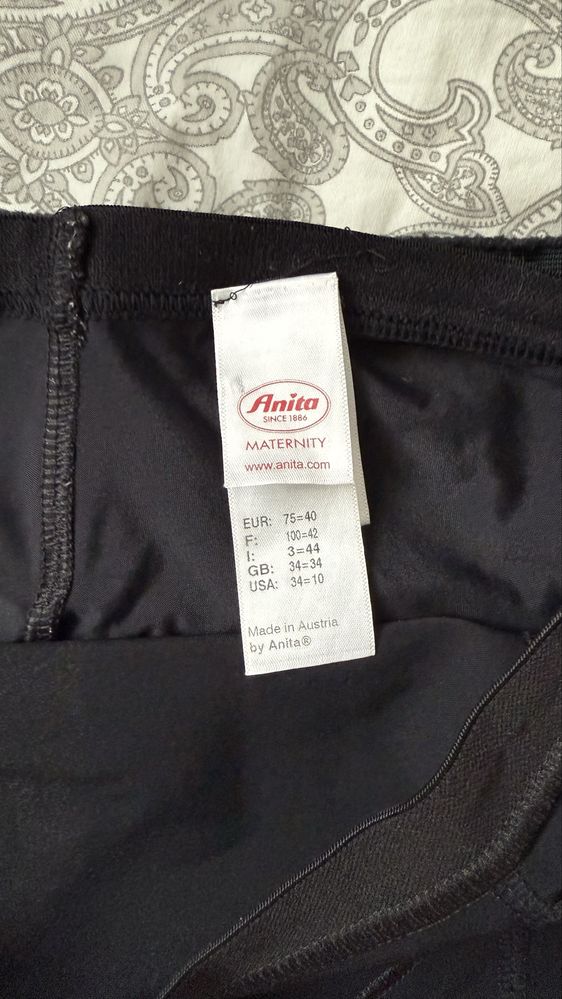 Anita
SINCE 1886
MATERNITY
www.anita.com
EUR: 75=40
F: 100=42
I: 3=44
GB: 34=34
USA: 34=10
Made in Austria
by Anita®